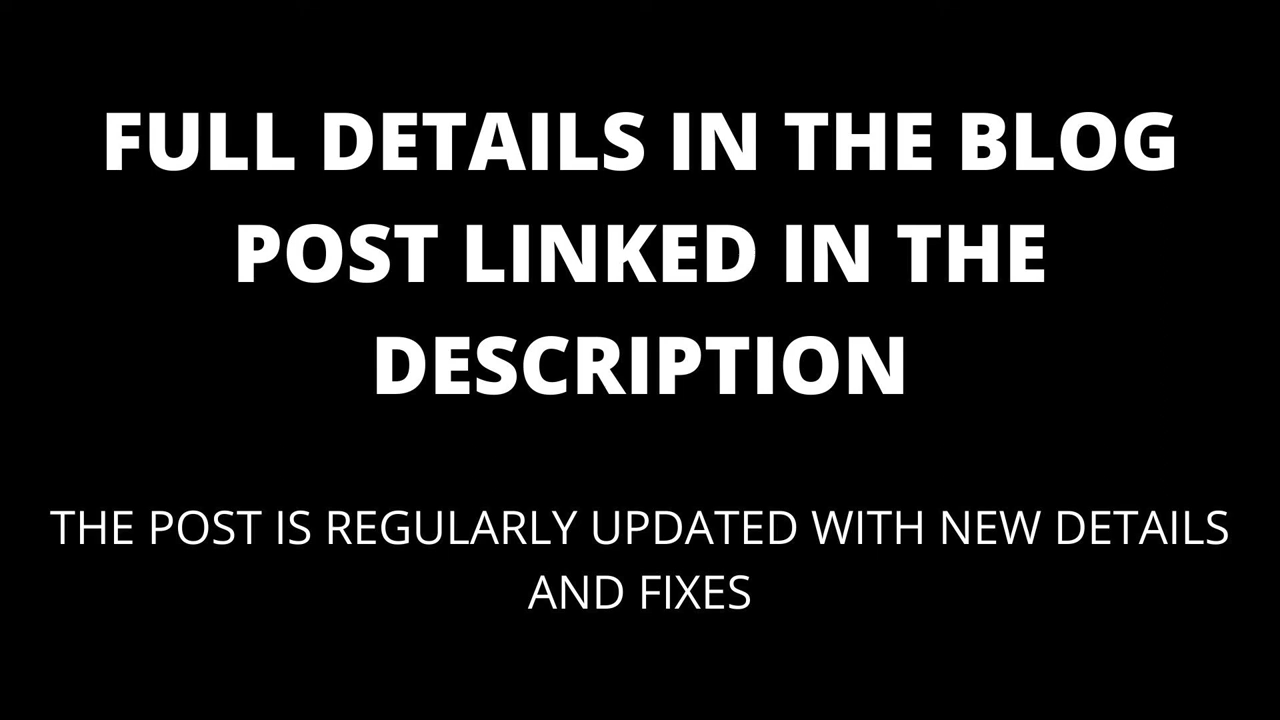 FULL DETAILS IN THE BLOG
POST LINKED IN THE
DESCRIPTION
THE POST IS REGULARLY UPDATED WITH NEW DETAILS
AND FIXES